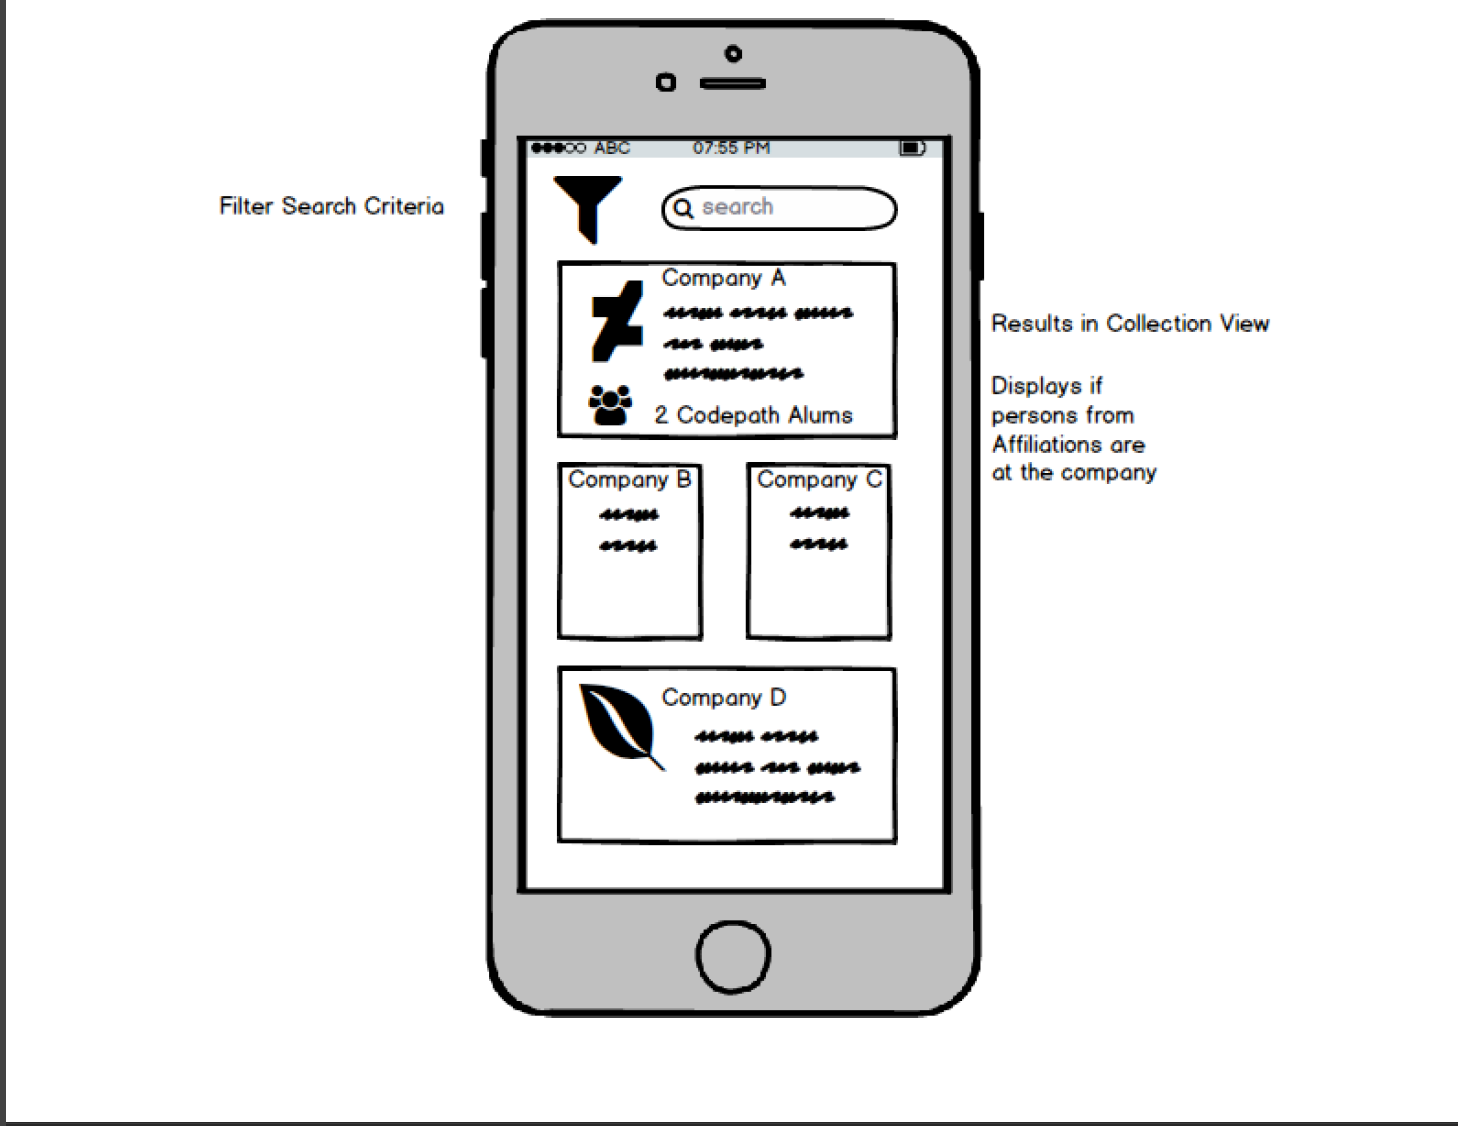 ABC 07:55 PM
Filter Search Criteria
search
Company A
2 Codepath Alums
Results in Collection View
Displays if
persons from
Affiliations are
at the company
Company B
Company C
Company D